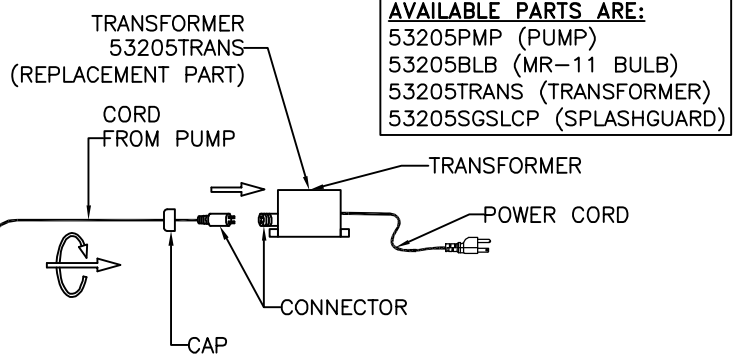 TRANSFORMER
53205TRANS
(REPLACEMENT PART)
AVAILABLE PARTS ARE:
53205PMP (PUMP)
53205BLB (MR-11 BULB)
53205TRANS (TRANSFORMER)
53205SGSLCP (SPLASHGUARD)
CORD
FROM PUMP
TRANSFORMER
POWER CORD
CONNECTOR
CAP